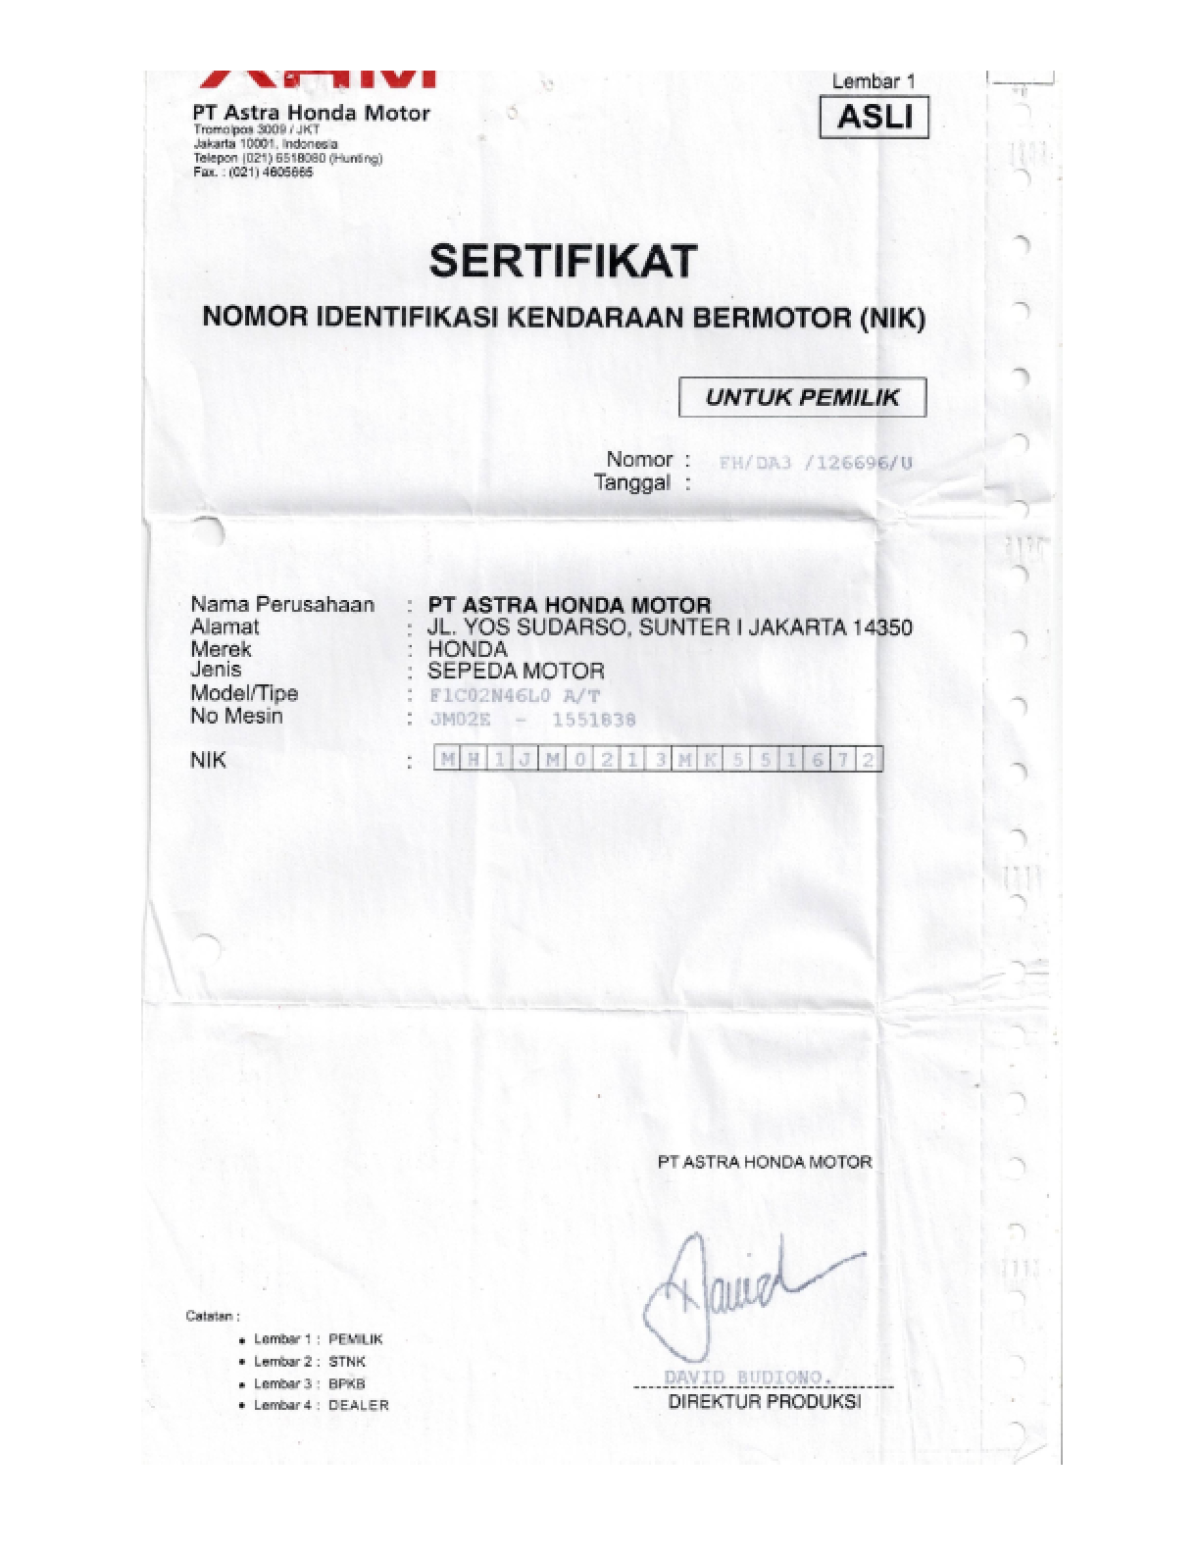 AHM
PT Astra Honda Motor
Tromolpos 3009 / JKT
Jakarta 10001, Indonesia
Telepon (021) 6518080 (Hunting)
Fax. : (021) 4605665
Lembar 1
ASLI
SERTIFIKAT
NOMOR IDENTIFIKASI KENDARAAN BERMOTOR (NIK)
UNTUK PEMILIK
Nomor : FH/DA3 /126696/U
Tanggal :
Nama Perusahaan : PT ASTRA HONDA MOTOR
Alamat : JL. YOS SUDARSO, SUNTER I JAKARTA 14350
Merek : HONDA
Jenis : SEPEDA MOTOR
Model/Tipe : F1C02N46L0 A/T
No Mesin : JM02E - 1551838
NIK : MH1JM0213MK551672
PT ASTRA HONDA MOTOR
David
DAVID BUDIONO.
DIREKTUR PRODUKSI
Catatan :
• Lembar 1 : PEMILIK
• Lembar 2 : STNK
• Lembar 3 : BPKB
• Lembar 4 : DEALER